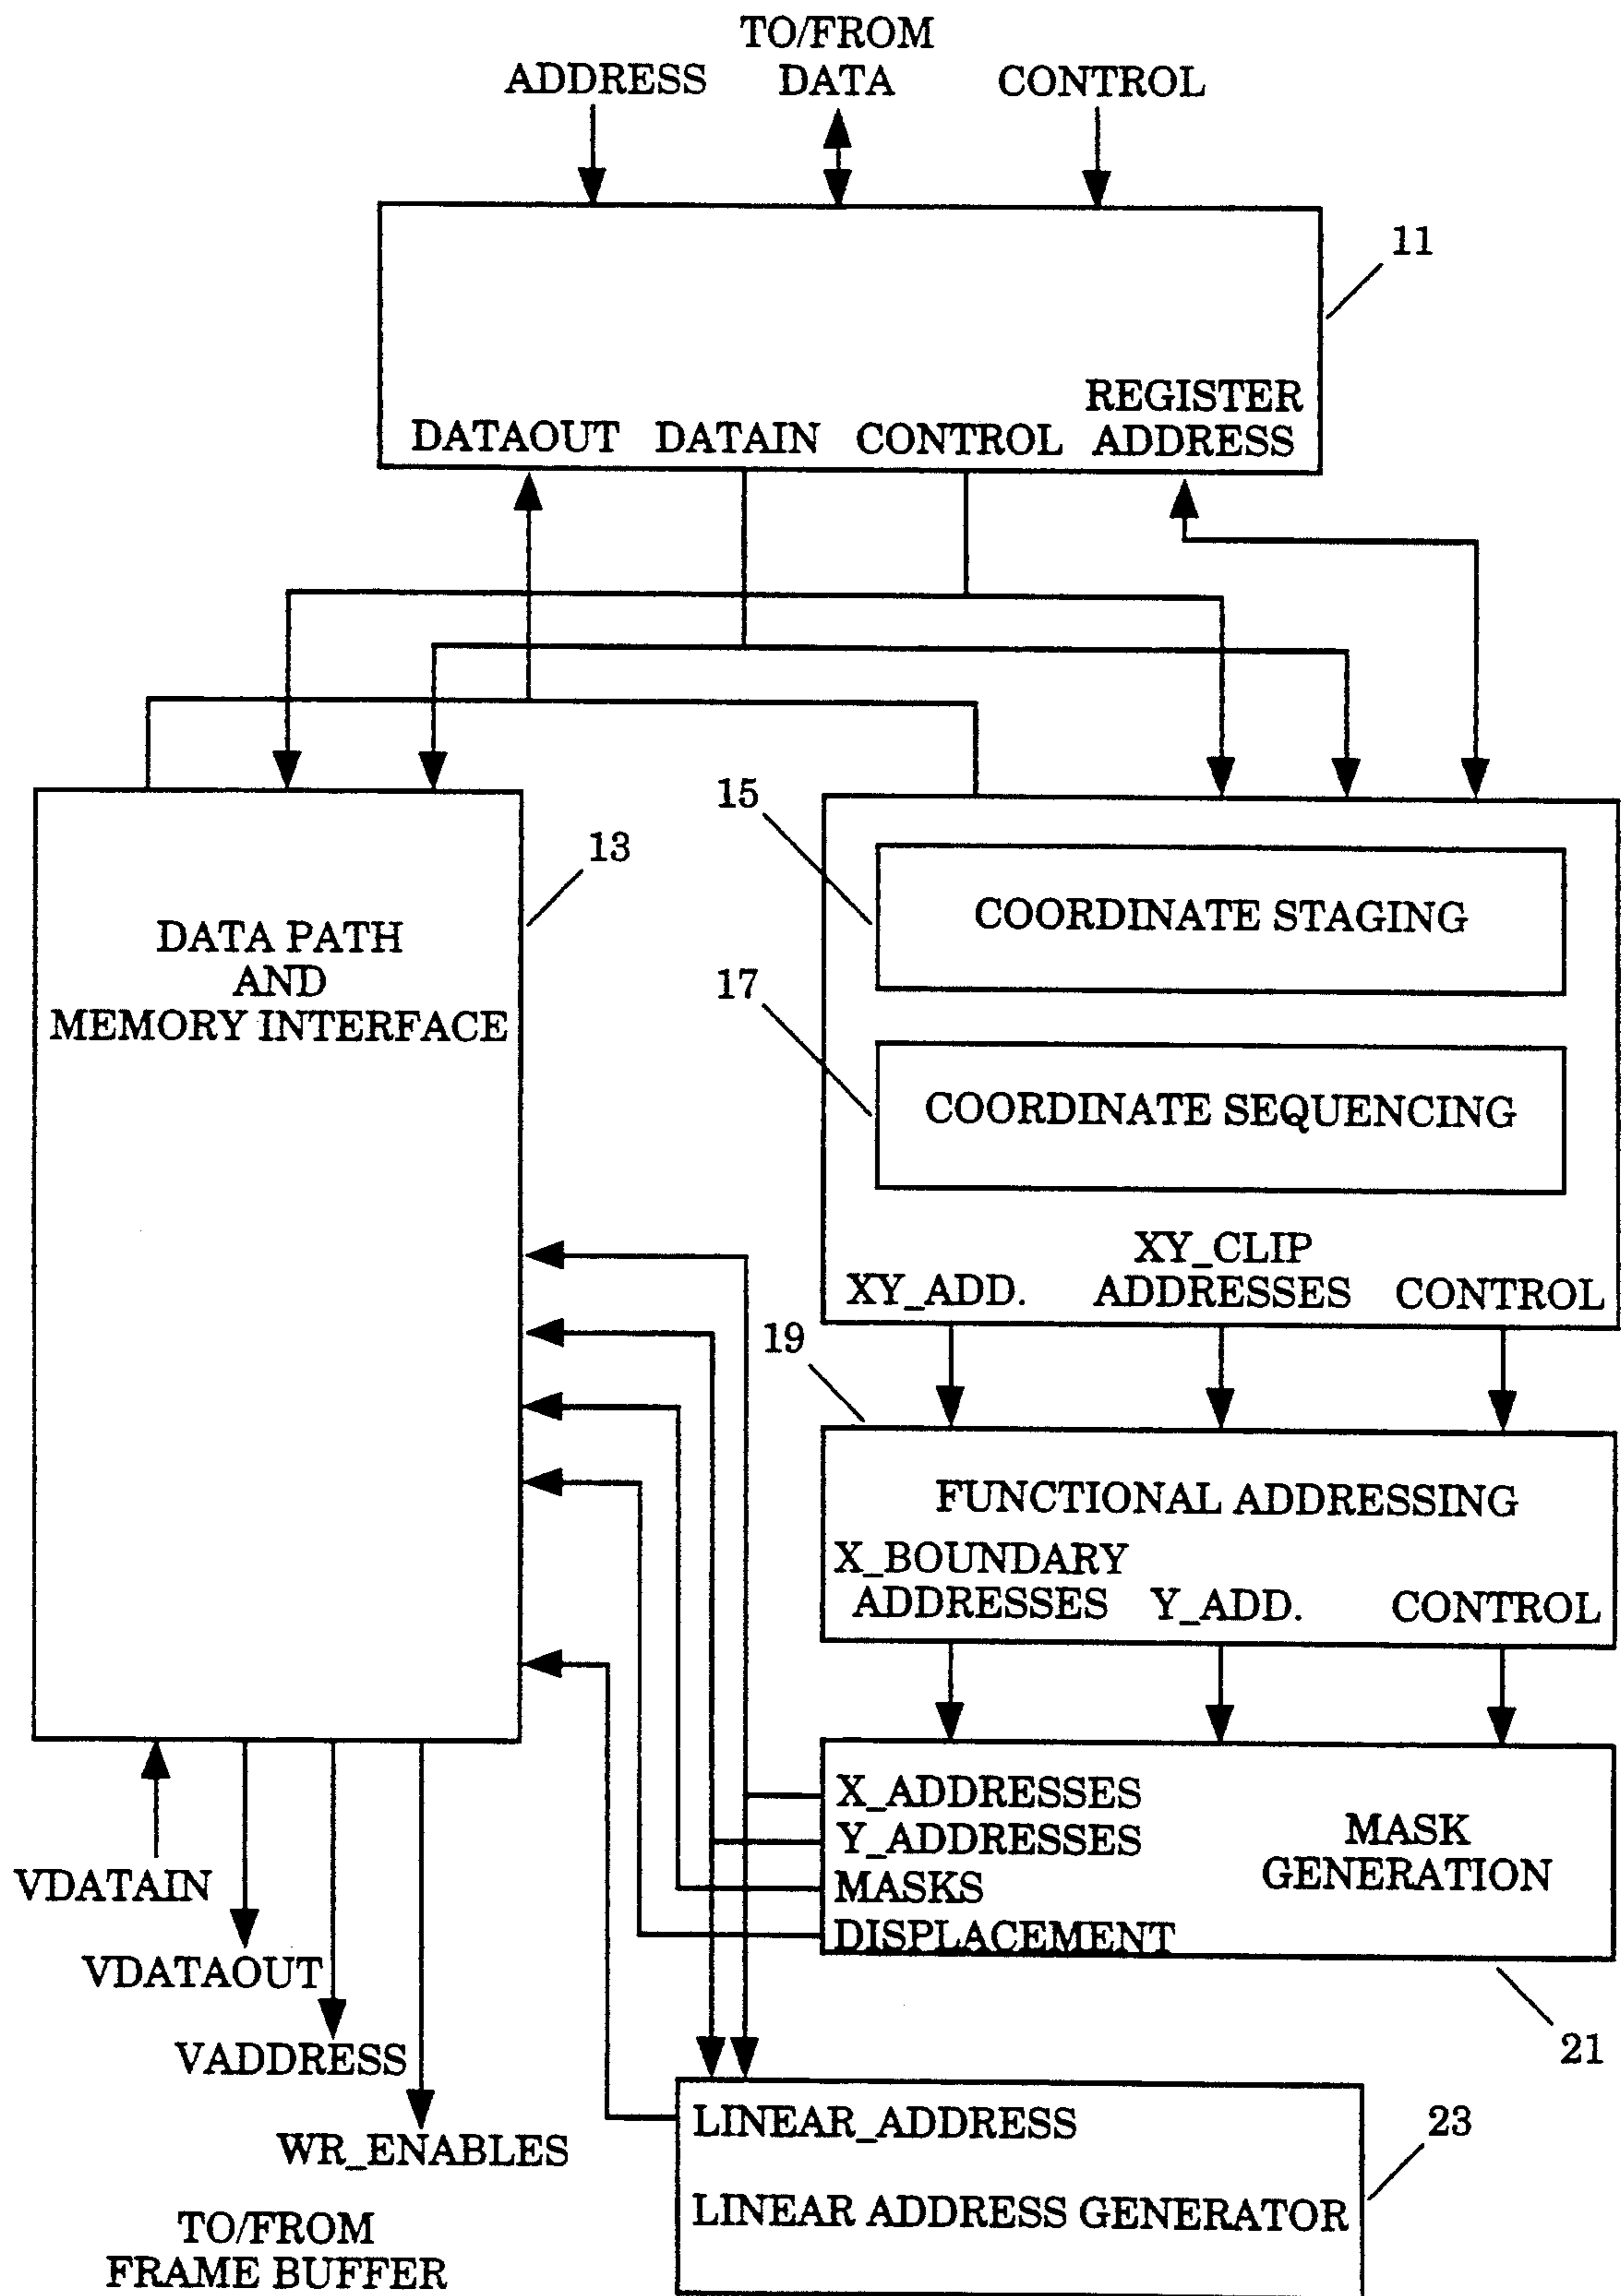 TO/FROM
ADDRESS DATA CONTROL
11
REGISTER
DATAOUT DATAIN CONTROL ADDRESS
15
13
COORDINATE STAGING
DATA PATH
AND
MEMORY INTERFACE
17
COORDINATE SEQUENCING
XY_CLIP
XY_ADD. ADDRESSES CONTROL
19
FUNCTIONAL ADDRESSING
X_BOUNDARY
ADDRESSES Y_ADD. CONTROL
X_ADDRESSES
Y_ADDRESSES
MASKS
DISPLACEMENT
MASK
GENERATION
21
VDATAIN
VDATAOUT
VADDRESS
WR_ENABLES
TO/FROM
FRAME BUFFER
LINEAR_ADDRESS
23
LINEAR ADDRESS GENERATOR